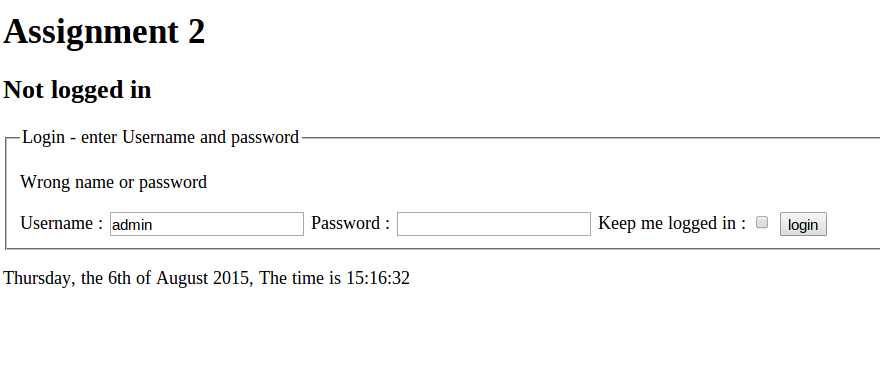 Assignment 2
Not logged in
Login - enter Username and password
Wrong name or password
Username : admin Password : Keep me logged in : login
Thursday, the 6th of August 2015, The time is 15:16:32